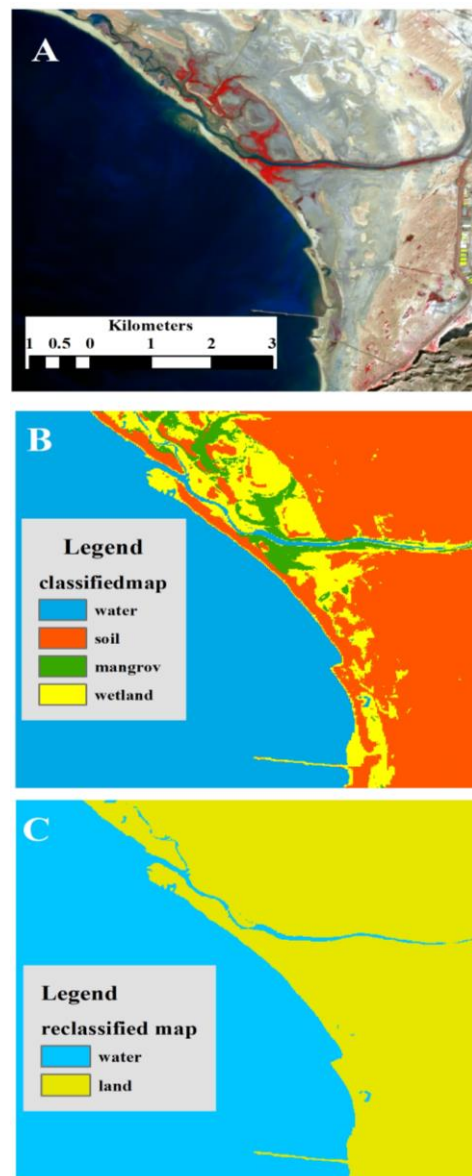 A
Kilometers
1 0.5 0 1 2 3
B
Legend
classifiedmap
water
soil
mangrov
wetland
C
Legend
reclassified map
water
land